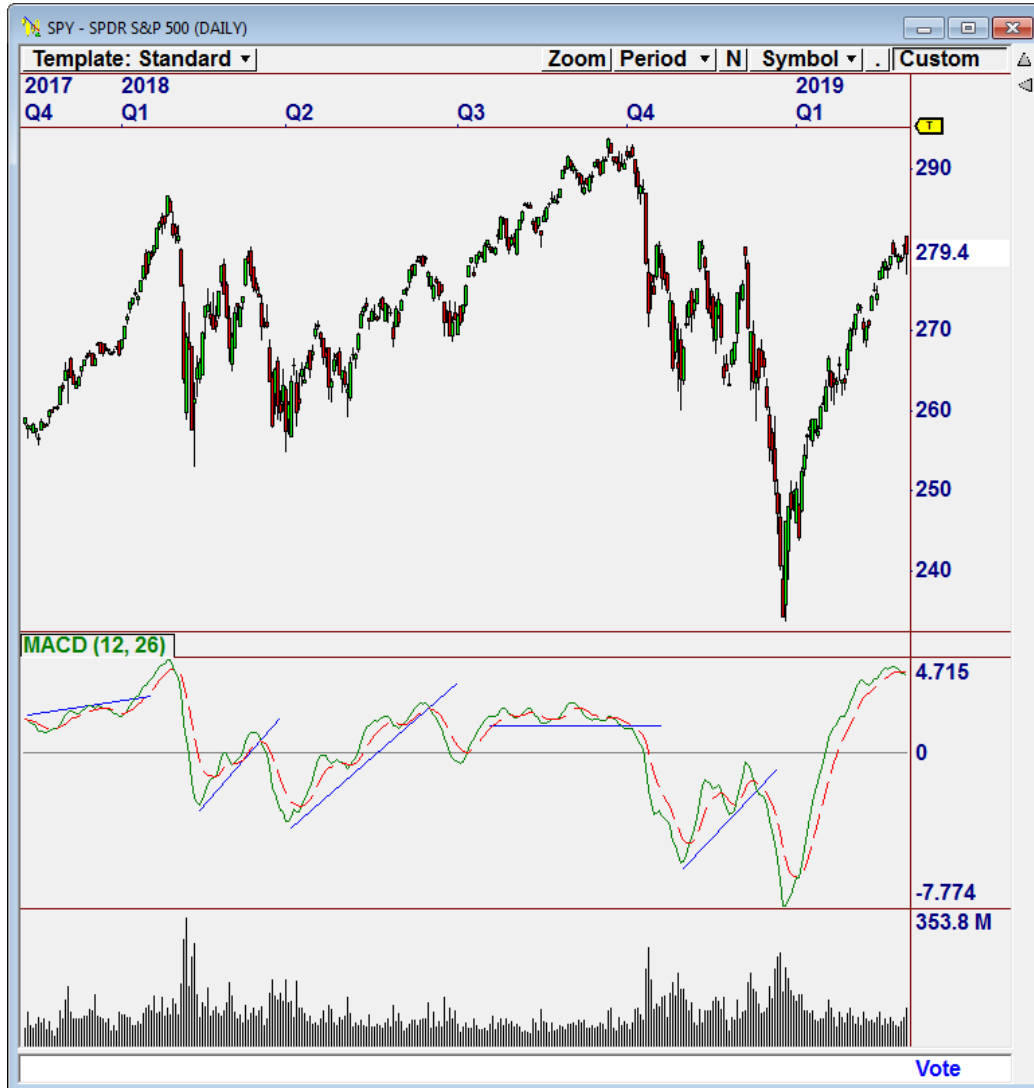 SPY - SPDR S&P 500 (DAILY)
Template: Standard Zoom Period N Symbol . Custom
2017 2018 2019
Q4 Q1 Q2 Q3 Q4 Q1
T
290
279.4
270
260
250
240
MACD (12, 26)
4.715
0
-7.774
353.8 M
Vote